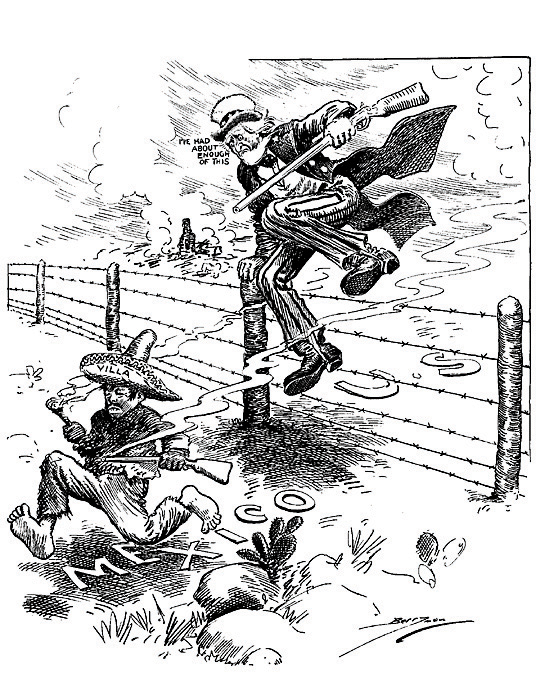 I'VE HAD
ABOUT
ENOUGH
OF THIS
VILLA
U S
MEXICO